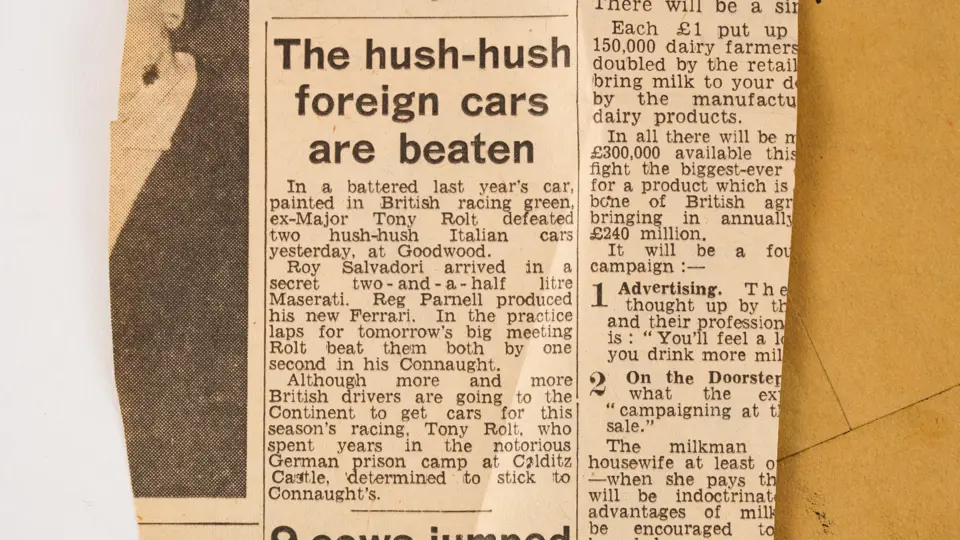 The hush-hush
foreign cars
are beaten
In a battered last year's car,
painted in British racing green,
ex-Major Tony Rolt defeated
two hush-hush Italian cars
yesterday, at Goodwood.
Roy Salvadori arrived in a
secret two-and-a-half litre
Maserati. Reg Parnell produced
his new Ferrari. In the practice
laps for tomorrow's big meeting
Rolt beat them both by one
second in his Connaught.
Although more and more
British drivers are going to the
Continent to get cars for this
season's racing, Tony Rolt, who
spent years in the notorious
German prison camp at Colditz
Castle, determined to stick to
Connaught's.
9 cows jumped
There will be a
Each £1 put up
150,000 dairy farmers
doubled by the
bring milk to your
by the
dairy products.
In all there will be
£300,000 available this
fight the biggest-ever
for a product which is
bone of British
bringing in annually
£240 million.
It will be a
campaign :—
1 Advertising. The
thought up by
and their
is : "You'll feel a
you drink more
2 On the
what the
"campaigning at
sale."
The milkman
housewife at least
—when she pays
will be
advantages of
be encouraged to